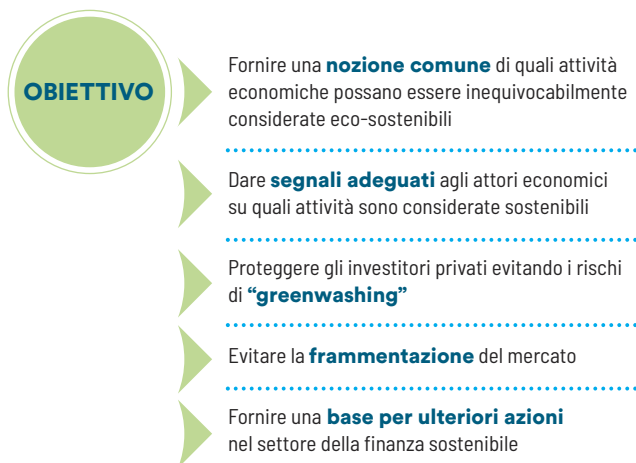 OBIETTIVO
Fornire una nozione comune di quali attività
economiche possano essere inequivocabilmente
considerate eco-sostenibili
Dare segnali adeguati agli attori economici
su quali attività sono considerate sostenibili
Proteggere gli investitori privati evitando i rischi
di “greenwashing”
Evitare la frammentazione del mercato
Fornire una base per ulteriori azioni
nel settore della finanza sostenibile